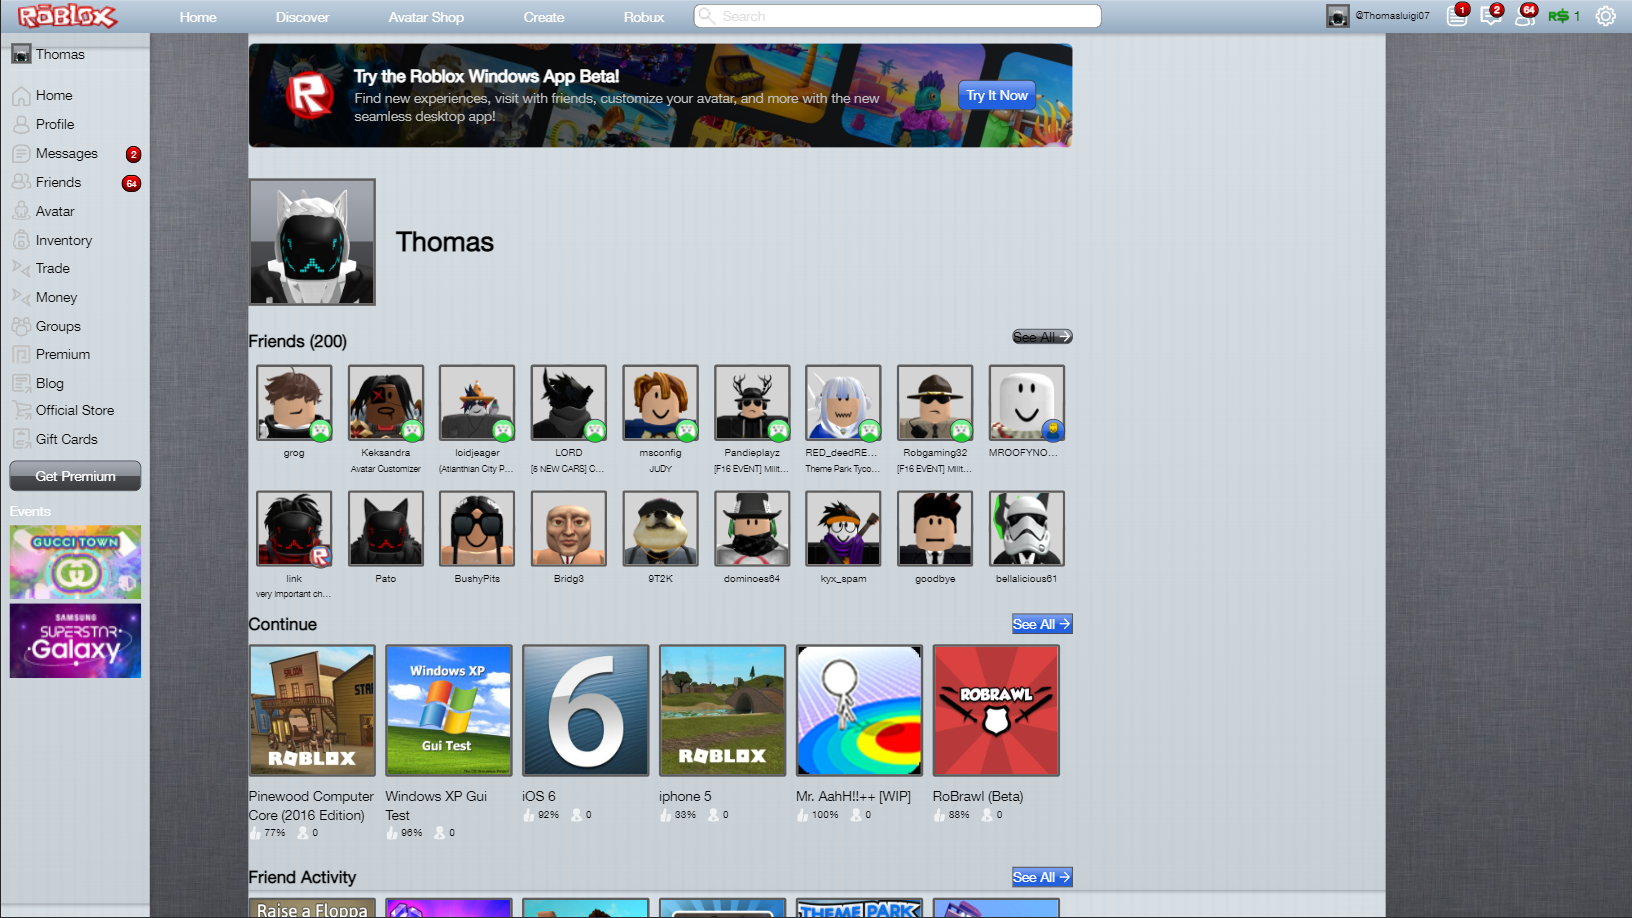 ROBLOX
Home
Discover
Avatar Shop
Create
Robux
Search
@Thomasluigi07
1
2
64
R$ 1
Thomas
Home
Profile
Messages
2
Friends
64
Avatar
Inventory
Trade
Money
Groups
Premium
Blog
Official Store
Gift Cards
Get Premium
Events
GUCCI TOWN
SAMSUNG
SUPERSTAR
Galaxy
Try the Roblox Windows App Beta!
Find new experiences, visit with friends, customize your avatar, and more with the new
seamless desktop app!
Try It Now
Thomas
Friends (200)
See All
grog
Keksandra
Avatar Customizer
loidjeager
(Atianthian City P...
LORD
[5 NEW CARS] C...
msconfig
JUDY
Pandieplayz
[F16 EVENT] Milit...
RED_deedRE...
Theme Park Tyco...
Robgaming32
[F16 EVENT] Milit...
MROOFYNO...
link
very important ch...
Pato
BushyPits
Bridg3
9T2K
dominoes64
kyx_spam
goodbye
bellalicious61
Continue
See All
SALOON
STA
ROBLOX
Windows XP
Gui Test
6
ROBLOX
ROBRAWL
Pinewood Computer
Core (2016 Edition)
77% 0
Windows XP Gui
Test
96% 0
iOS 6
92% 0
iphone 5
33% 0
Mr. AahH!!++ [WIP]
100% 0
RoBrawl (Beta)
88% 0
Friend Activity
See All
Raise a Floppa
THEME PARK